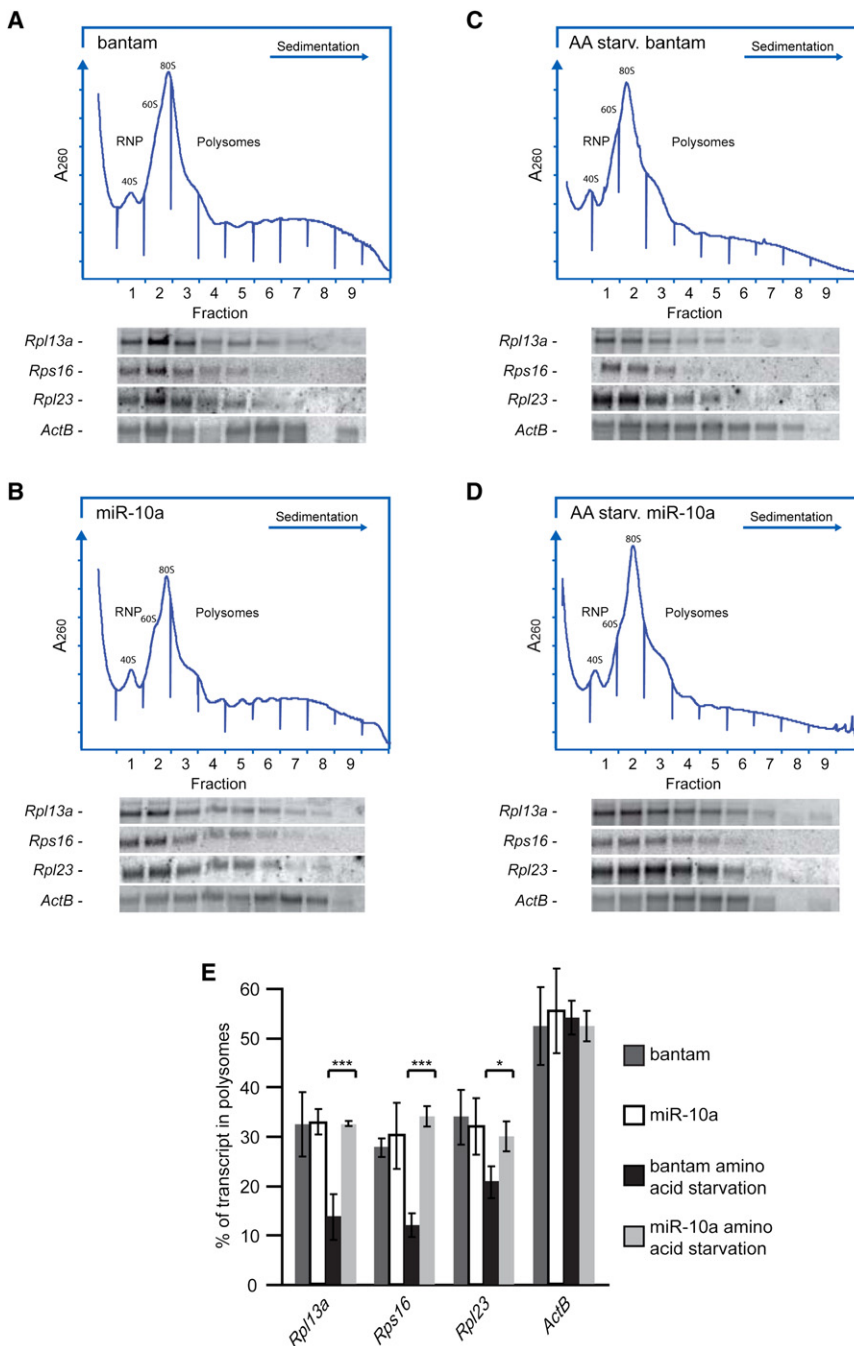 A
bantam
Sedimentation
80S
60S
RNP
Polysomes
40S
A260
1 2 3 4 5 6 7 8 9
Fraction
Rpl13a -
Rps16 -
Rpl23 -
ActB -
C
AA starv. bantam
Sedimentation
80S
60S
RNP
Polysomes
40S
A260
1 2 3 4 5 6 7 8 9
Fraction
Rpl13a -
Rps16 -
Rpl23 -
ActB -
B
miR-10a
Sedimentation
80S
RNP
60S
Polysomes
40S
A260
1 2 3 4 5 6 7 8 9
Fraction
Rpl13a -
Rps16 -
Rpl23 -
ActB -
D
AA starv. miR-10a
Sedimentation
80S
RNP
60S
Polysomes
40S
A260
1 2 3 4 5 6 7 8 9
Fraction
Rpl13a -
Rps16 -
Rpl23 -
ActB -
E
% of transcript in polysomes
60
50
40
30
20
10
0
*** *** *
Rpl13a Rps16 Rpl23 ActB
bantam
miR-10a
bantam amino
acid starvation
miR-10a amino
acid starvation